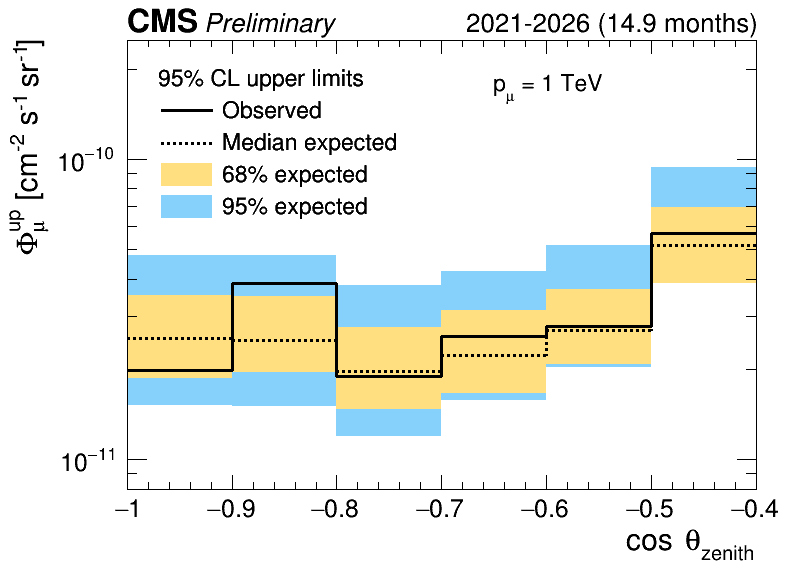 CMS Preliminary 2021-2026 (14.9 months)
Φ_μ^up [cm^-2 s^-1 sr^-1]
95% CL upper limits
p_μ = 1 TeV
Observed
Median expected
68% expected
95% expected
10^−10
10^−11
−1 −0.9 −0.8 −0.7 −0.6 −0.5 −0.4
cos θ_zenith